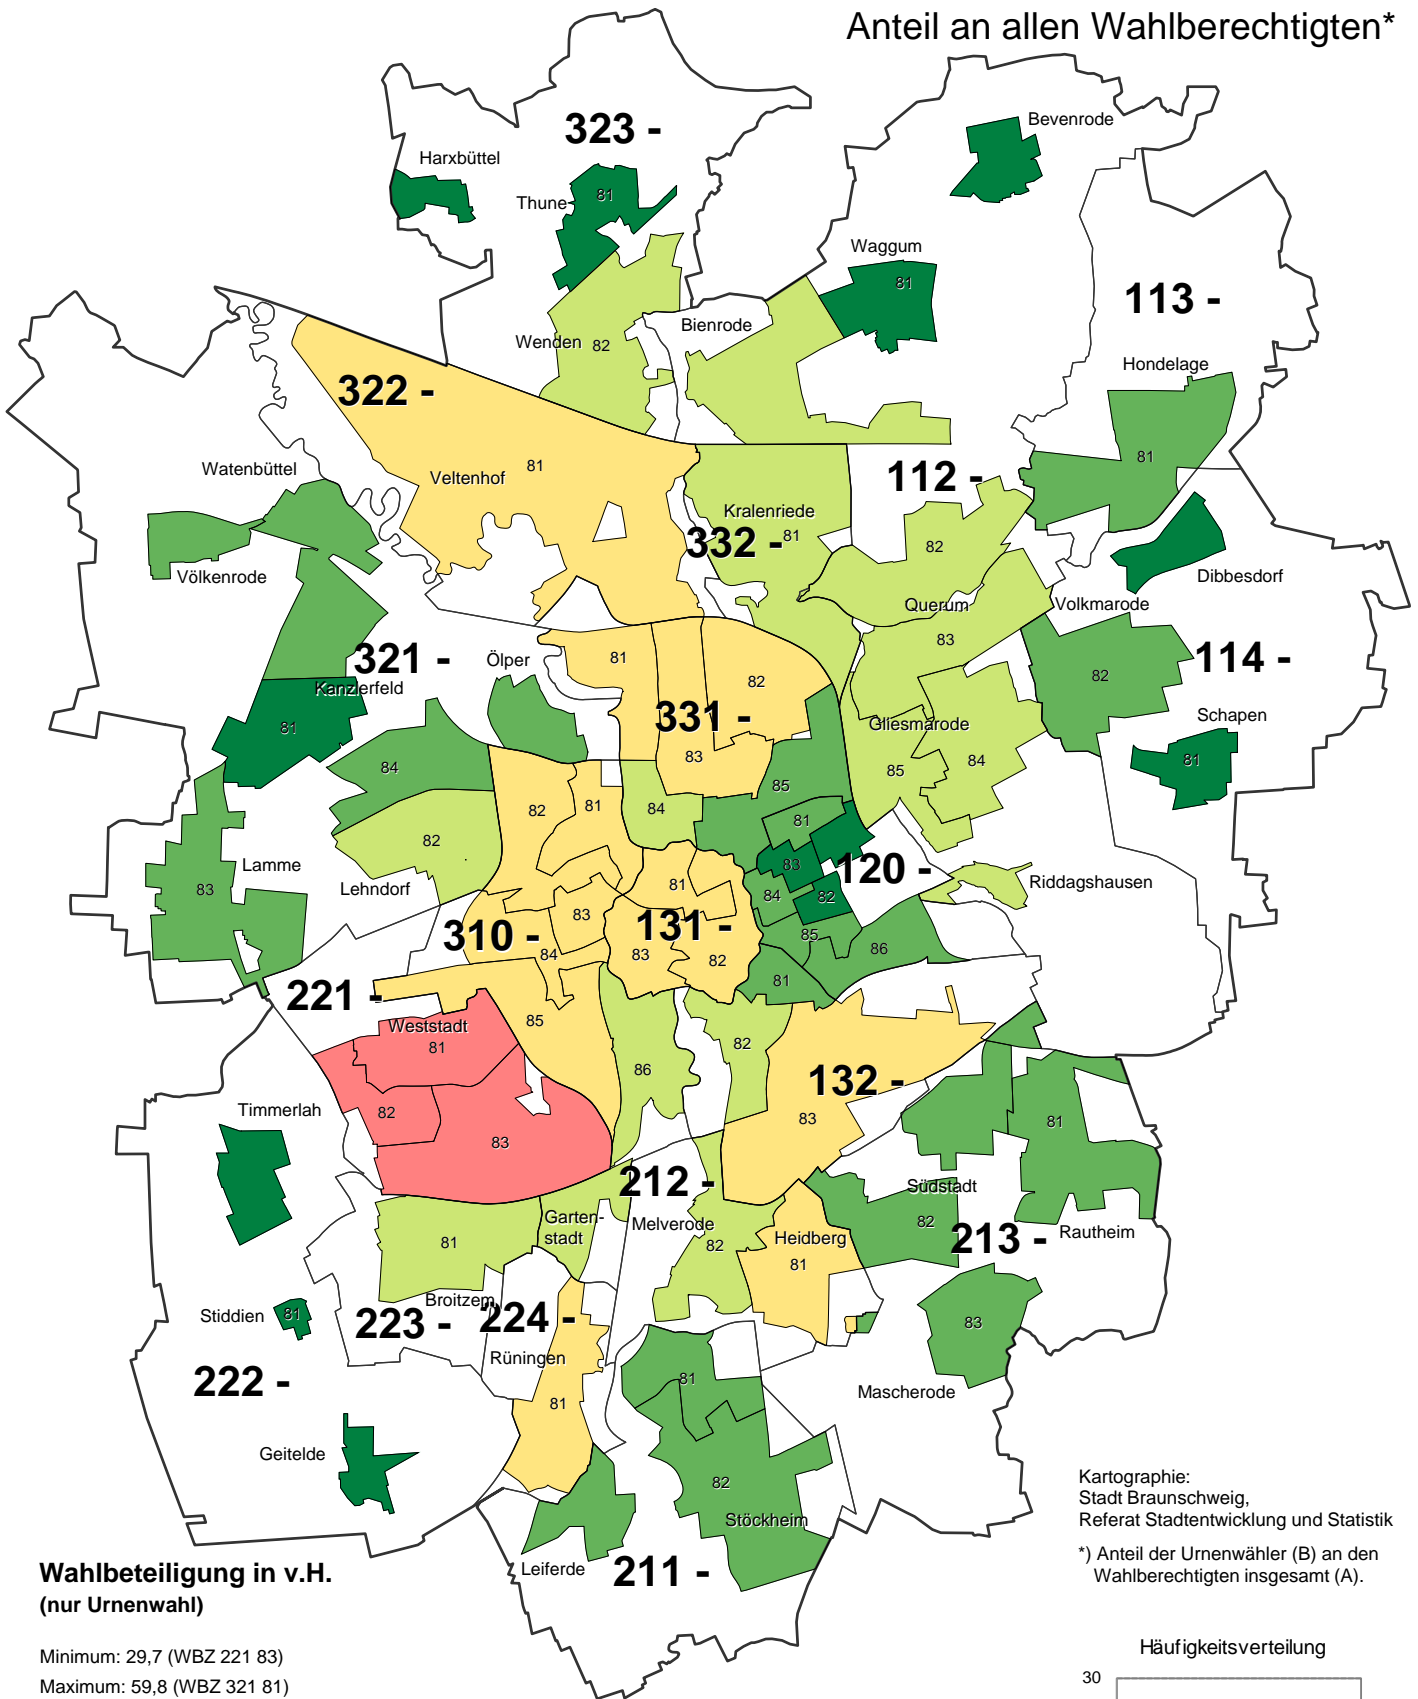 Anteil an allen Wahlberechtigten*
Bevenrode
323 -
Harxbüttel
81
Thune
Waggum
81
113 -
Bienrode
Wenden
82
Hondelage
322 -
81
Watenbüttel
81
Veltenhof
112 -
Kralenriede
332 -
81
82
Völkenrode
Dibbesdorf
Querum
Volkmarode
83
321 -
Ölper
81
114 -
82
82
Kanzlerfeld
331 -
Schapen
81
Gliesmarode
83
84
85
84
81
85
82
81
84
81
82
83
120 -
Lamme
83
Lehndorf
81
Riddagshausen
84
82
83
310 -
131 -
85
84
83
82
86
81
221 -
Weststadt
85
81
82
86
132 -
Timmerlah
82
83
81
83
212 -
Südstadt
Garten-
stadt
Melverode
82
81
82
Heidberg
213 -
Rautheim
81
Broitzem
Stiddien
81
223 -
224 -
83
Rüningen
222 -
81
Mascherode
81
Geitelde
82
Stöckheim
Leiferde
211 -
Kartographie:
Stadt Braunschweig,
Referat Stadtentwicklung und Statistik
*) Anteil der Urnenwähler (B) an den
Wahlberechtigten insgesamt (A).
Wahlbeteiligung in v.H.
(nur Urnenwahl)
Minimum: 29,7 (WBZ 221 83)
Maximum: 59,8 (WBZ 321 81)
Häufigkeitsverteilung
30